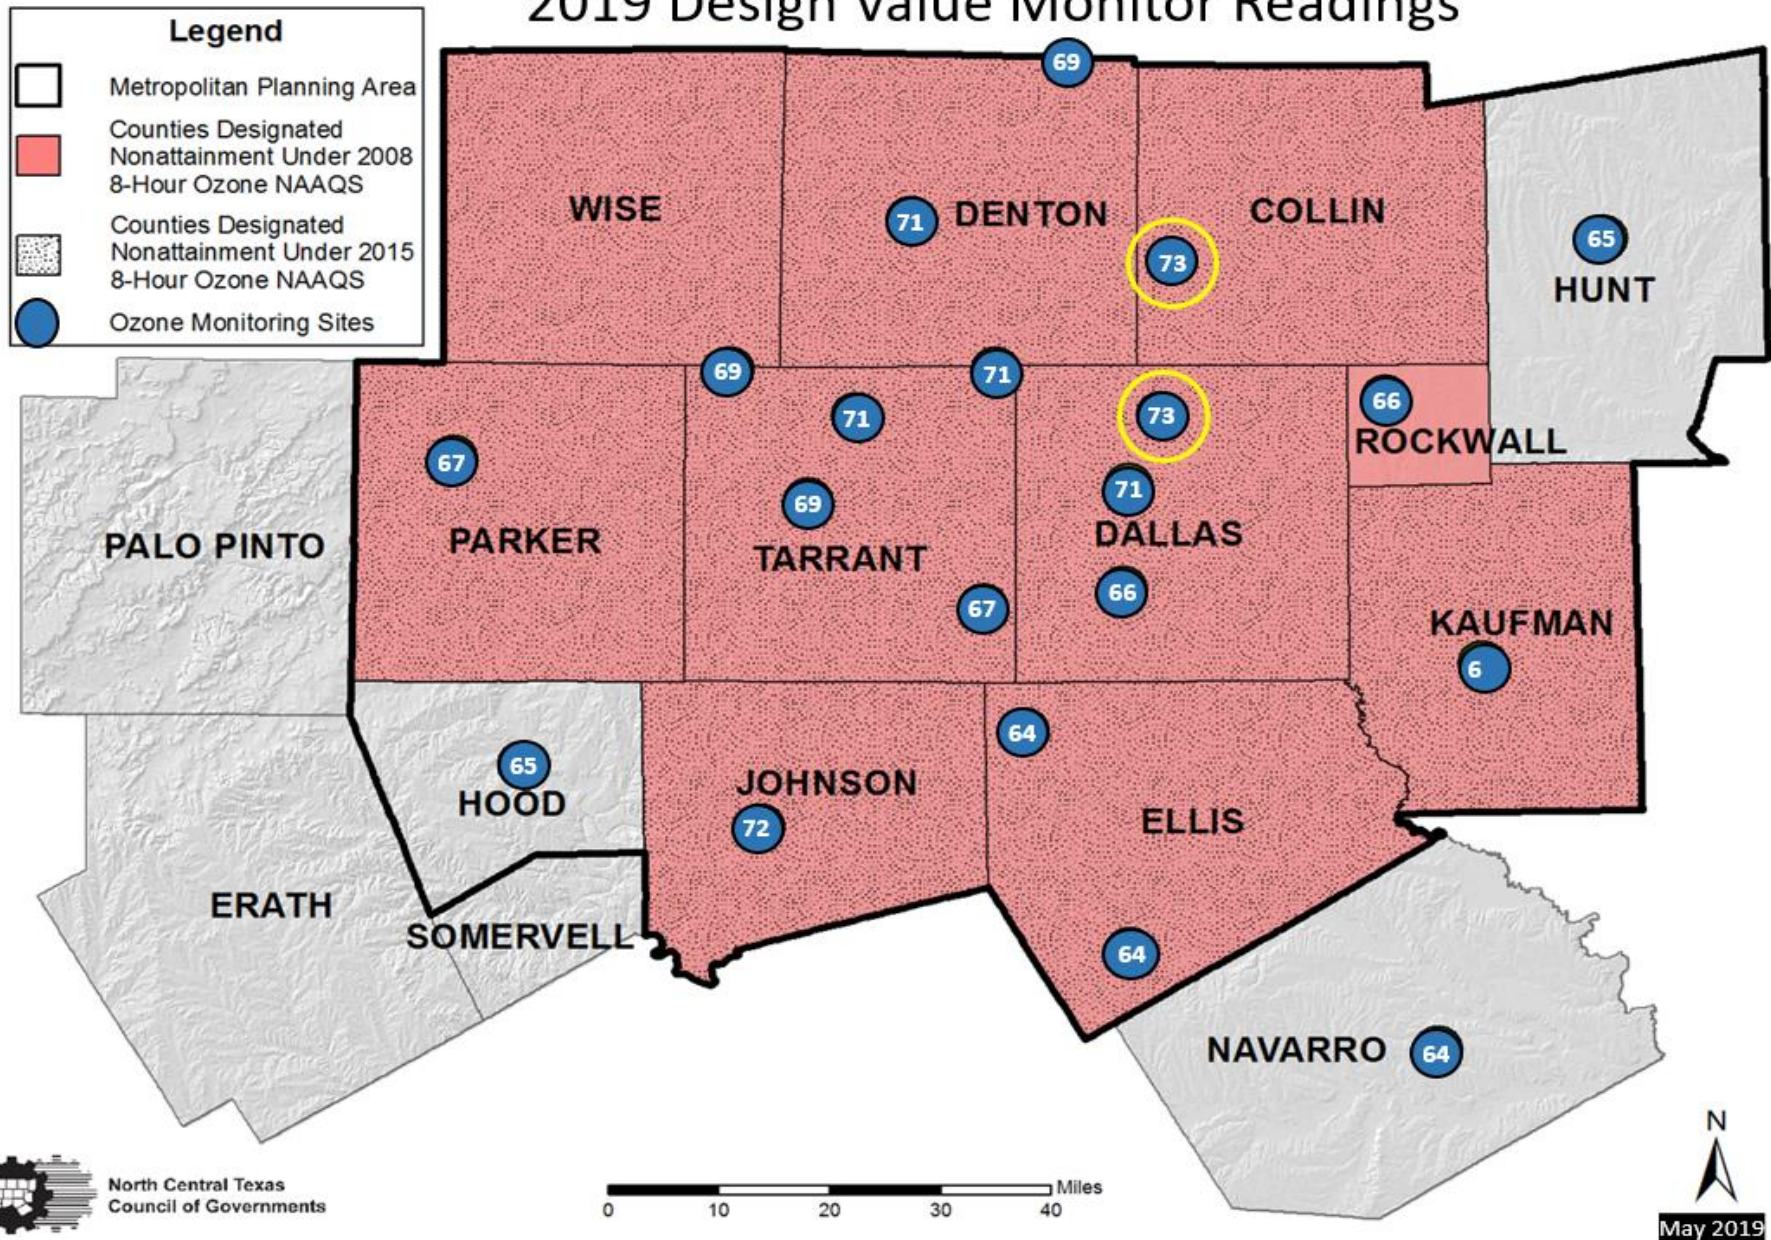 2019 Design Value Monitor Readings
Legend
Metropolitan Planning Area
Counties Designated
Nonattainment Under 2008
8-Hour Ozone NAAQS
Counties Designated
Nonattainment Under 2015
8-Hour Ozone NAAQS
Ozone Monitoring Sites
69
WISE
71
DENTON
COLLIN
73
65
HUNT
69
71
71
73
66
ROCKWALL
67
71
69
PARKER
TARRANT
DALLAS
PALO PINTO
67
66
KAUFMAN
6
64
65
HOOD
JOHNSON
72
ELLIS
ERATH
SOMERVELL
64
NAVARRO
64
North Central Texas
Council of Governments
Miles
0 10 20 30 40
N
May 2019